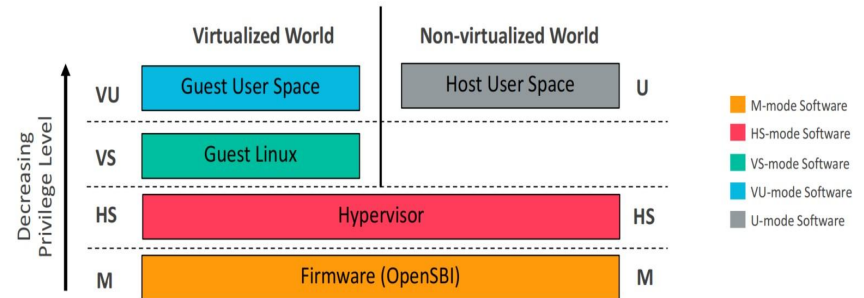 Virtualized World
Non-virtualized World
Decreasing
Privilege Level
VU
Guest User Space
Host User Space
U
VS
Guest Linux
HS
Hypervisor
HS
M
Firmware (OpenSBI)
M
M-mode Software
HS-mode Software
VS-mode Software
VU-mode Software
U-mode Software